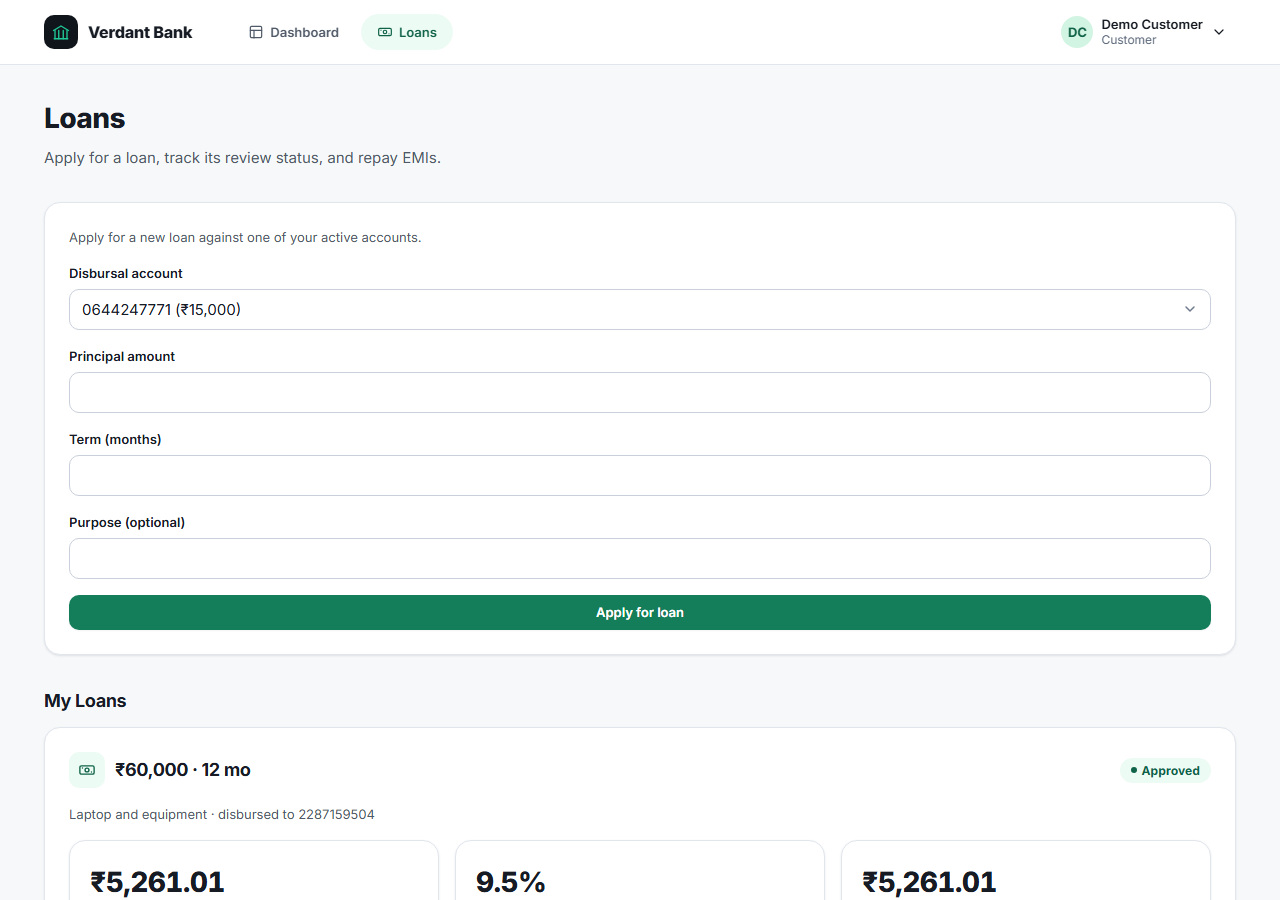 Verdant Bank
Dashboard
Loans
DC
Demo Customer
Customer
Loans
Apply for a loan, track its review status, and repay EMIs.
Apply for a new loan against one of your active accounts.
Disbursal account
0644247771 (₹15,000)
Principal amount
Term (months)
Purpose (optional)
Apply for loan
My Loans
₹60,000 · 12 mo
Approved
Laptop and equipment · disbursed to 2287159504
₹5,261.01
9.5%
₹5,261.01